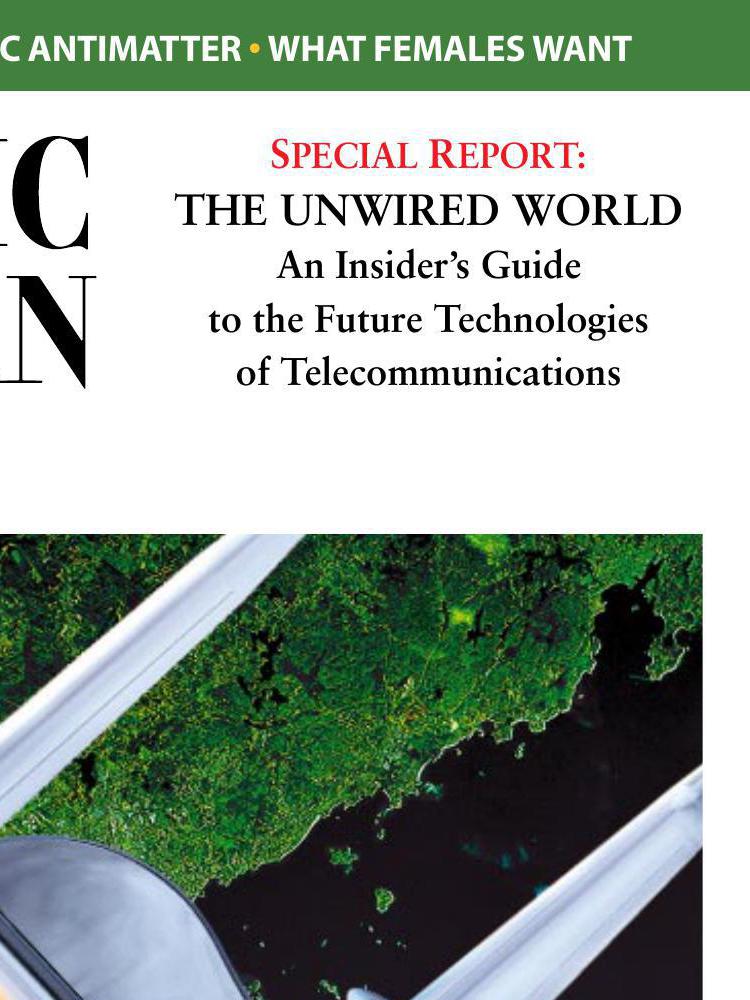 C ANTIMATTER • WHAT FEMALES WANT
IC
AN
SPECIAL REPORT:
THE UNWIRED WORLD
An Insider’s Guide
to the Future Technologies
of Telecommunications